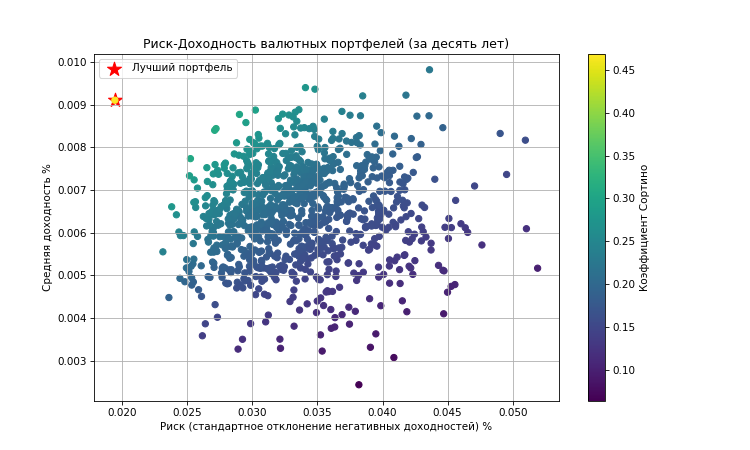 Риск-Доходность валютных портфелей (за десять лет)
Лучший портфель
0.010
0.009
0.008
0.007
0.006
0.005
0.004
0.003
Средняя доходность %
0.020 0.025 0.030 0.035 0.040 0.045 0.050
Риск (стандартное отклонение негативных доходностей) %
0.45
0.40
0.35
0.30
0.25
0.20
0.15
0.10
Коэффициент Сортино